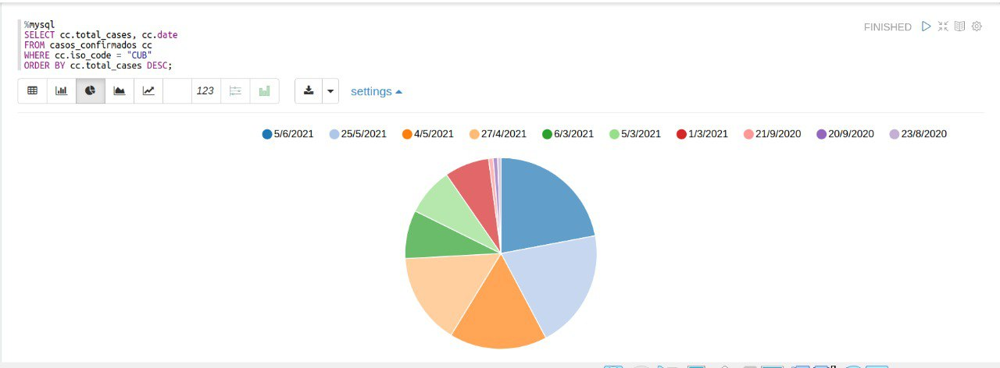 %mysql
SELECT cc.total_cases, cc.date
FROM casos_confirmados cc
WHERE cc.iso_code = "CUB"
ORDER BY cc.total_cases DESC;
FINISHED
123
settings
5/6/2021 25/5/2021 4/5/2021 27/4/2021 6/3/2021 5/3/2021 1/3/2021 21/9/2020 20/9/2020 23/8/2020